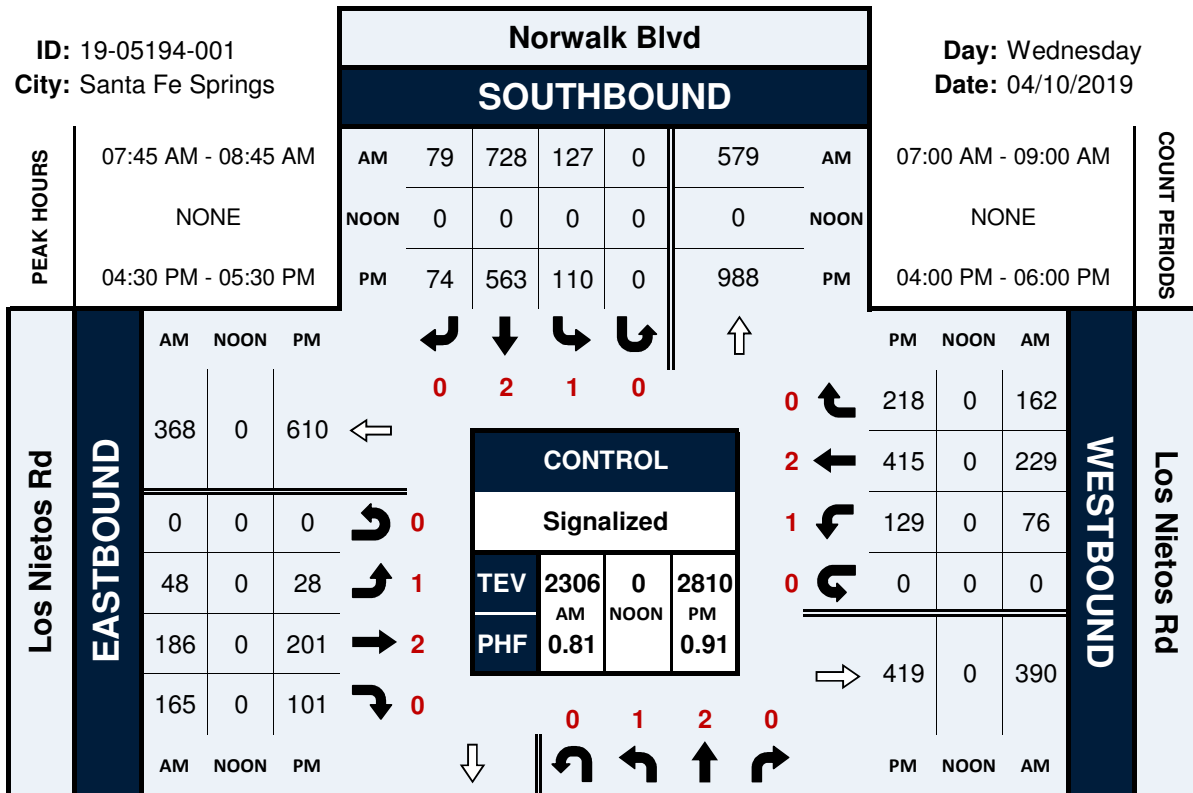 ID: 19-05194-001
City: Santa Fe Springs
Norwalk Blvd
SOUTHBOUND
Day: Wednesday
Date: 04/10/2019
PEAK HOURS
07:45 AM - 08:45 AM
NONE
04:30 PM - 05:30 PM
AM 79 728 127 0 579 AM
NOON 0 0 0 0 0 NOON
PM 74 563 110 0 988 PM
07:00 AM - 09:00 AM
NONE
04:00 PM - 06:00 PM
COUNT PERIODS
0 2 1 0
Los Nietos Rd
EASTBOUND
AM NOON PM
368 0 610
0 0 0 0
48 0 28 1
186 0 201 2
165 0 101 0
AM NOON PM
CONTROL
Signalized
TEV 2306 0 2810
AM NOON PM
PHF 0.81 0.91
PM NOON AM
0 218 0 162
2 415 0 229
1 129 0 76
0 0 0 0
419 0 390
PM NOON AM
WESTBOUND
Los Nietos Rd
0 1 2 0